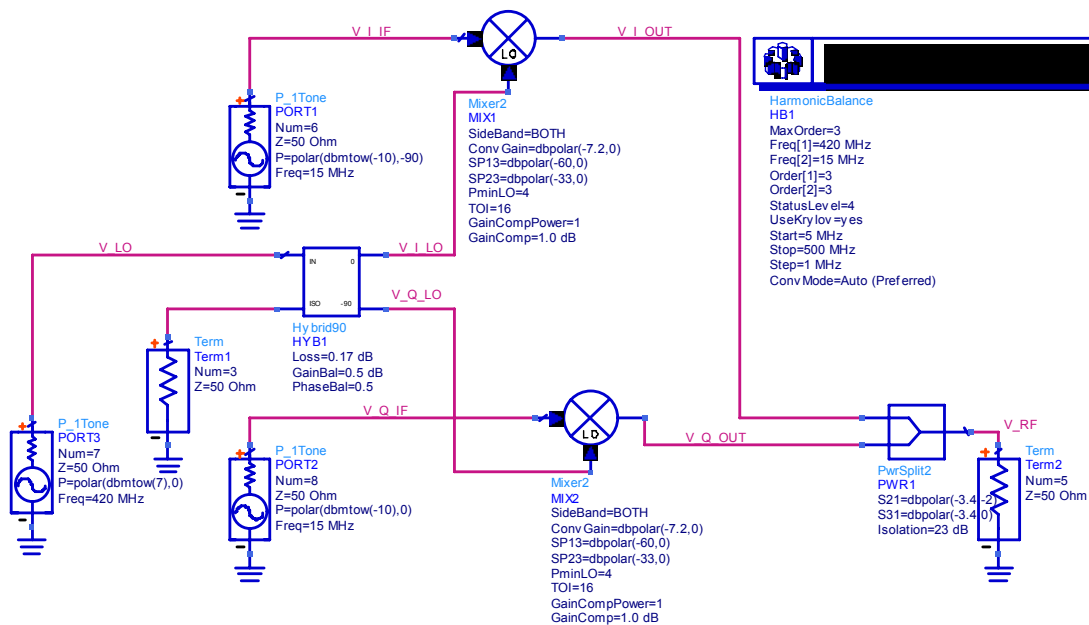 V_I_IF
LO
V_I_OUT
P_1Tone
PORT1
Num=6
Z=50 Ohm
P=polar(dbmtow(-10),-90)
Freq=15 MHz
Mixer2
MIX1
SideBand=BOTH
ConvGain=dbpolar(-7.2,0)
SP13=dbpolar(-60,0)
SP23=dbpolar(-33,0)
PminLO=4
TOI=16
GainCompPower=1
GainComp=1.0 dB
HarmonicBalance
HB1
MaxOrder=3
Freq[1]=420 MHz
Freq[2]=15 MHz
Order[1]=3
Order[2]=3
StatusLevel=4
UseKrylov=yes
Start=5 MHz
Stop=500 MHz
Step=1 MHz
ConvMode=Auto (Preferred)
V_LO
IN
0
ISO
-90
V_I_LO
V_Q_LO
Hybrid90
HYB1
Loss=0.17 dB
GainBal=0.5 dB
PhaseBal=0.5
Term
Term1
Num=3
Z=50 Ohm
P_1Tone
PORT3
Num=7
Z=50 Ohm
P=polar(dbmtow(7),0)
Freq=420 MHz
V_Q_IF
LO
V_Q_OUT
P_1Tone
PORT2
Num=8
Z=50 Ohm
P=polar(dbmtow(-10),0)
Freq=15 MHz
Mixer2
MIX2
SideBand=BOTH
ConvGain=dbpolar(-7.2,0)
SP13=dbpolar(-60,0)
SP23=dbpolar(-33,0)
PminLO=4
TOI=16
GainCompPower=1
GainComp=1.0 dB
PwrSplit2
PWR1
S21=dbpolar(-3.4,-2)
S31=dbpolar(-3.4,0)
Isolation=23 dB
V_RF
Term
Term2
Num=5
Z=50 Ohm